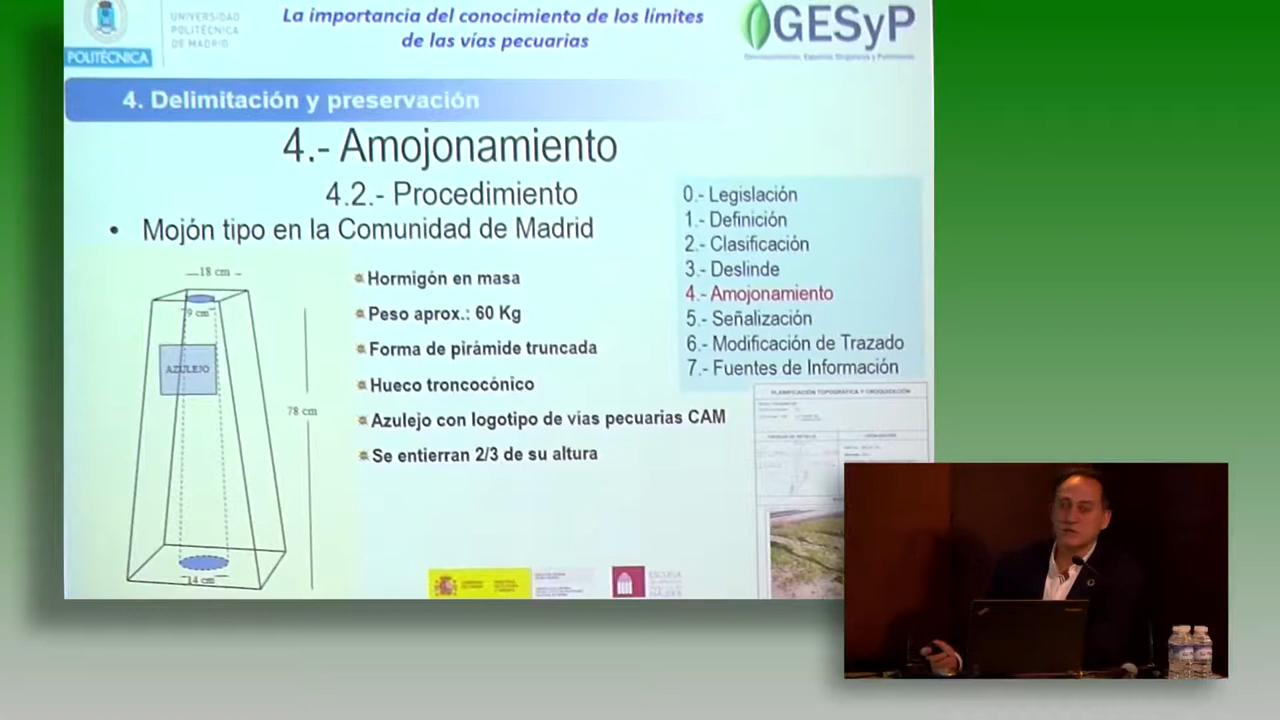 UNIVERSIDAD
POLITÉCNICA
DE MADRID
POLITÉCNICA
La importancia del conocimiento de los límites
de las vías pecuarias
GESyP
4. Delimitación y preservación
4.- Amojonamiento
4.2.- Procedimiento
• Mojón tipo en la Comunidad de Madrid
18 cm
9 cm
AZULEJO
78 cm
14 cm
Hormigón en masa
Peso aprox.: 60 Kg
Forma de pirámide truncada
Hueco troncocónico
Azulejo con logotipo de vías pecuarias CAM
Se entierran 2/3 de su altura
0.- Legislación
1.- Definición
2.- Clasificación
3.- Deslinde
4.- Amojonamiento
5.- Señalización
6.- Modificación de Trazado
7.- Fuentes de Información
PLANIFICACIÓN TOPOGRÁFICA Y CROQUIZACIÓN
ESCUELA